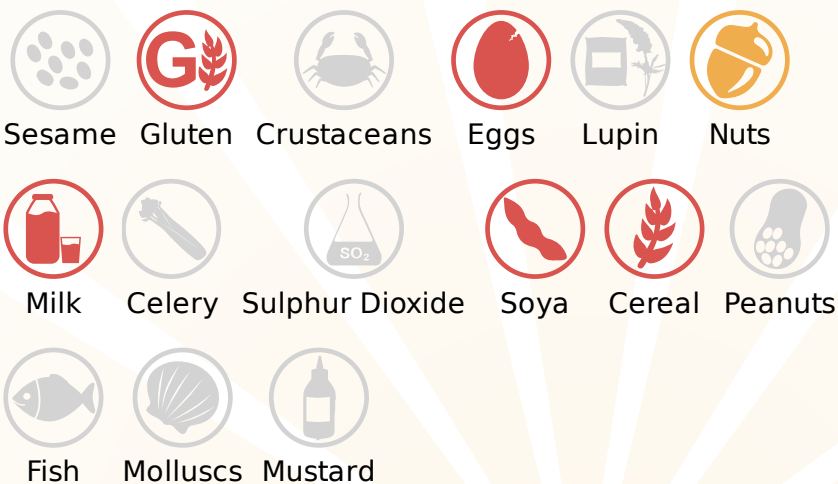 G
Sesame Gluten Crustaceans Eggs Lupin Nuts
SO₂
Milk Celery Sulphur Dioxide Soya Cereal Peanuts
Fish Molluscs Mustard